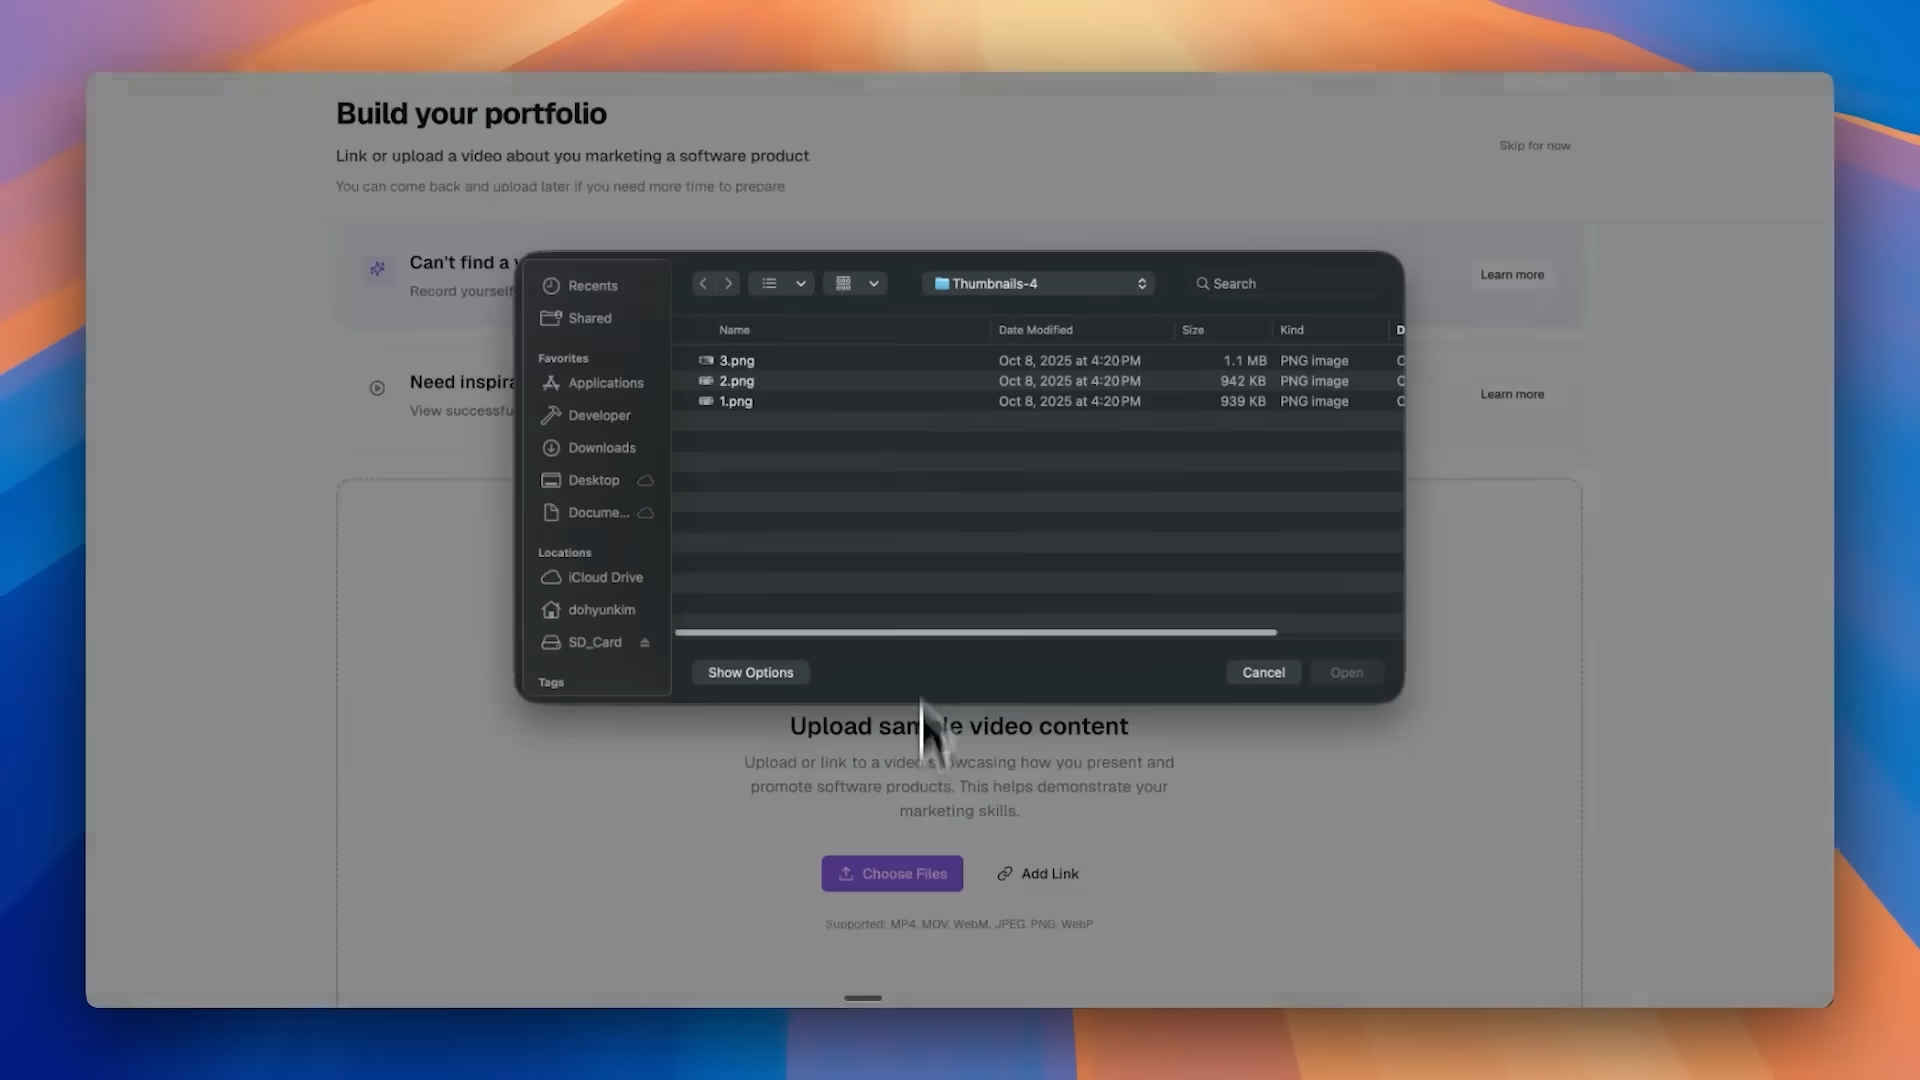 Build your portfolio
Link or upload a video about you marketing a software product
You can come back and upload later if you need more time to prepare
Skip for now
Can't find a
Record yourself
Learn more
Need inspira
View successfu
Learn more
Recents
Shared
Favorites
Applications
Developer
Downloads
Desktop
Docume...
Locations
iCloud Drive
dohyunkim
SD_Card
Tags
Thumbnails-4
Search
Name Date Modified Size Kind D
3.png Oct 8, 2025 at 4:20 PM 1.1 MB PNG image
2.png Oct 8, 2025 at 4:20 PM 942 KB PNG image
1.png Oct 8, 2025 at 4:20 PM 939 KB PNG image
Show Options
Cancel
Open
Upload sample video content
Upload or link to a video showcasing how you present and
promote software products. This helps demonstrate your
marketing skills.
Choose Files
Add Link
Supported: MP4, MOV, WebM, JPEG, PNG, WebP